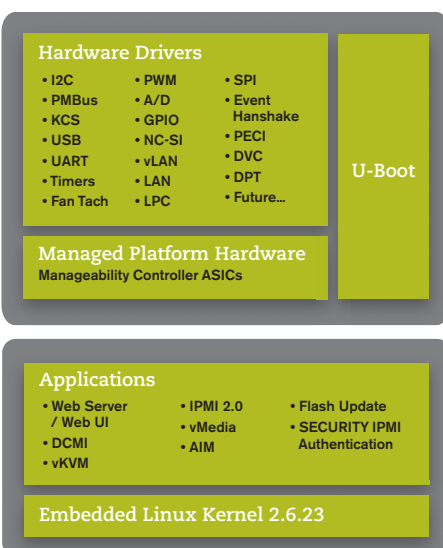 Hardware Drivers
• I2C
• PMBus
• KCS
• USB
• UART
• Timers
• Fan Tach
• PWM
• A/D
• GPIO
• NC-SI
• vLAN
• LAN
• LPC
• SPI
• Event
Hanshake
• PECI
• DVC
• DPT
• Future...
U-Boot
Managed Platform Hardware
Manageability Controller ASICs
Applications
• Web Server
/ Web UI
• DCMI
• vKVM
• IPMI 2.0
• vMedia
• AIM
• Flash Update
• SECURITY IPMI
Authentication
Embedded Linux Kernel 2.6.23